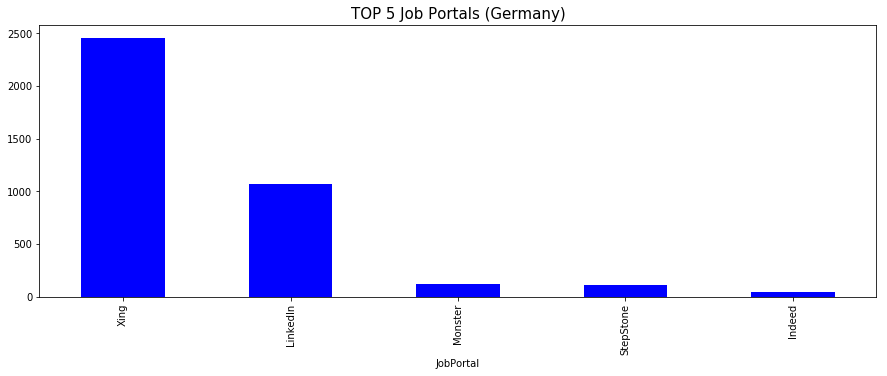 TOP 5 Job Portals (Germany)
2500
2000
1500
1000
500
0
Xing
LinkedIn
Monster
StepStone
Indeed
JobPortal